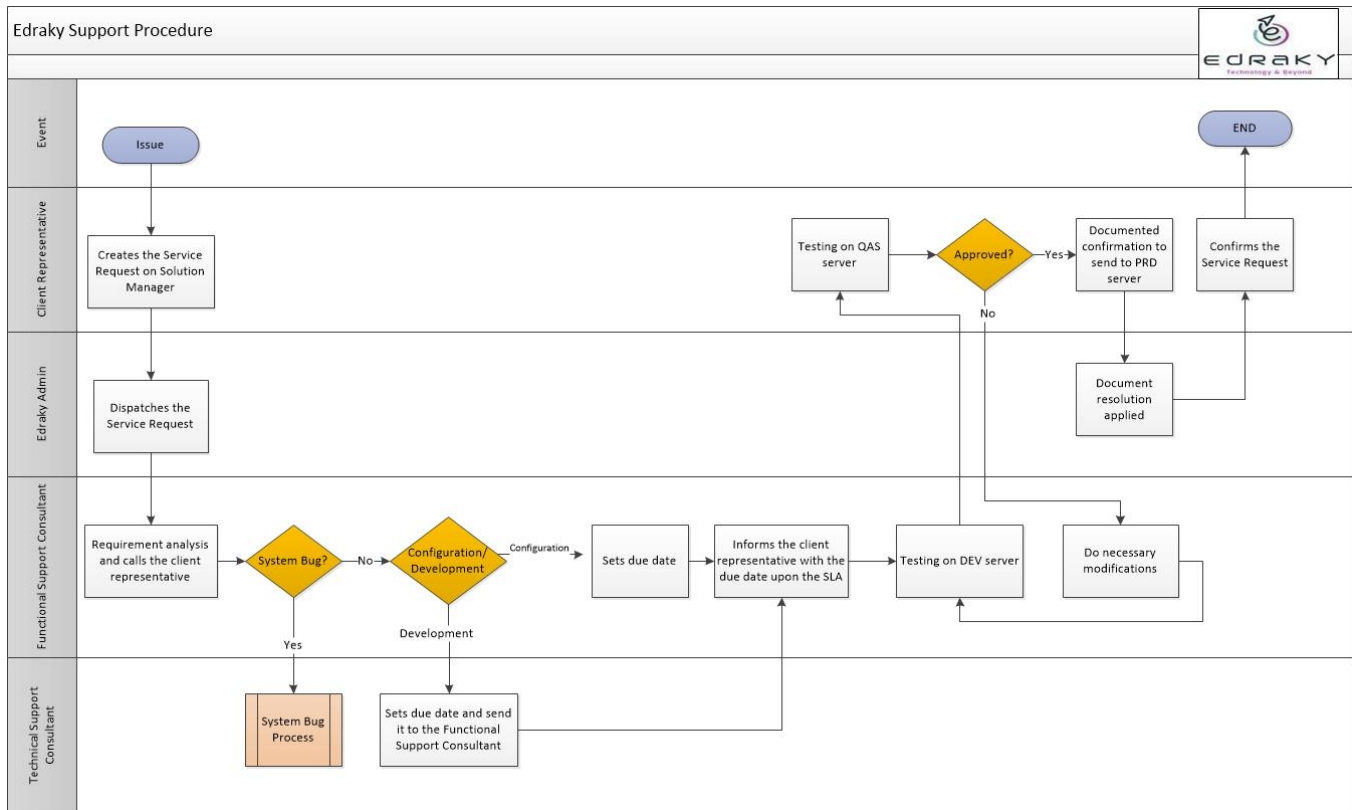 Edraky Support Procedure
EDRAKY
Technology & Beyond
Event
Issue
END
Client Representative
Creates the Service
Request on Solution
Manager
Testing on QAS
server
Approved?
Yes
No
Documented
confirmation to
send to PRD
server
Confirms the
Service Request
Edraky Admin
Dispatches the
Service Request
Document
resolution
applied
Functional Support Consultant
Requirement analysis
and calls the client
representative
System Bug?
No
Yes
Configuration/
Development
Configuration
Development
Sets due date
Informs the client
representative with the
due date upon the SLA
Testing on DEV server
Do necessary
modifications
Technical Support
Consultant
System Bug
Process
Sets due date and send
it to the Functional
Support Consultant